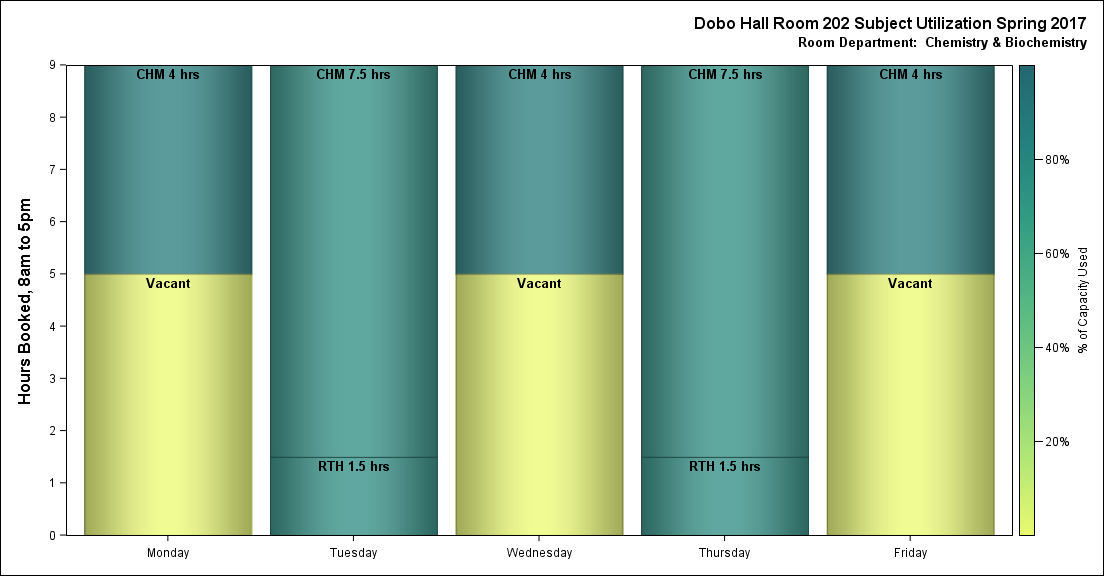 Dobo Hall Room 202 Subject Utilization Spring 2017
Room Department:  Chemistry & Biochemistry
Hours Booked, 8am to 5pm
9
8
7
6
5
4
3
2
1
0
CHM 4 hrs
CHM 7.5 hrs
CHM 4 hrs
CHM 7.5 hrs
CHM 4 hrs
Vacant
Vacant
Vacant
RTH 1.5 hrs
RTH 1.5 hrs
Monday
Tuesday
Wednesday
Thursday
Friday
80%
60%
40%
20%
% of Capacity Used